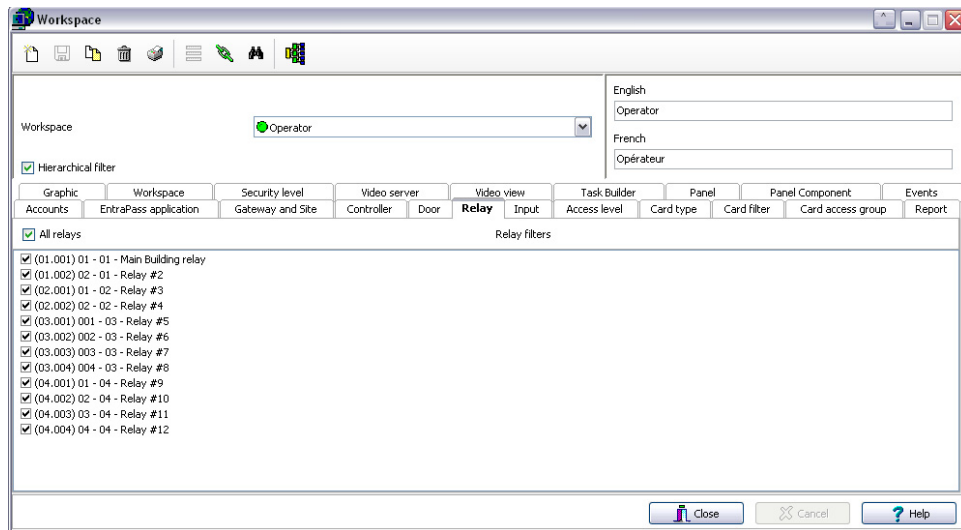 Workspace
English
Operator
Workspace
Operator
French
Opérateur
Hierarchical filter
Graphic Workspace Security level Video server Video view Task Builder Panel Panel Component Events
Accounts EntraPass application Gateway and Site Controller Door Relay Input Access level Card type Card filter Card access group Report
All relays Relay filters
(01.001) 01 - 01 - Main Building relay
(01.002) 02 - 01 - Relay #2
(02.001) 01 - 02 - Relay #3
(02.002) 02 - 02 - Relay #4
(03.001) 001 - 03 - Relay #5
(03.002) 002 - 03 - Relay #6
(03.003) 003 - 03 - Relay #7
(03.004) 004 - 03 - Relay #8
(04.001) 01 - 04 - Relay #9
(04.002) 02 - 04 - Relay #10
(04.003) 03 - 04 - Relay #11
(04.004) 04 - 04 - Relay #12
Close Cancel Help